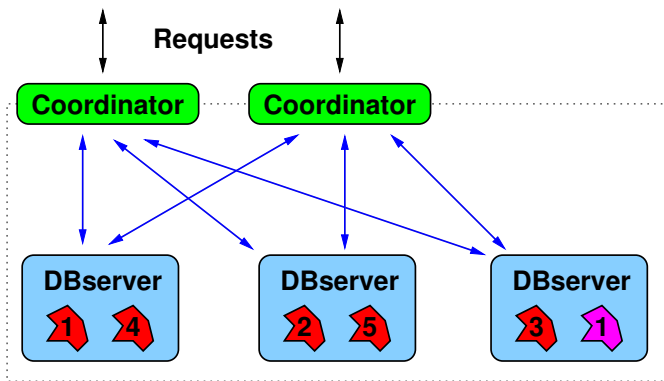 Requests
Coordinator Coordinator
DBserver DBserver DBserver
1 4 2 5 3 1